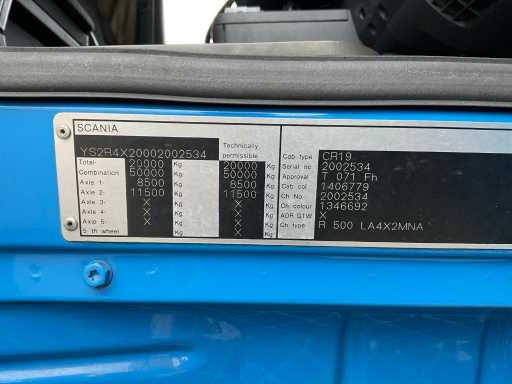 SCANIA
YS2R4X20002002534 Technically permissible
Total- 20000 Kg 20000 Kg
Combination 50000 Kg 50000 Kg
Axle 1- 8500 Kg 8500 Kg
Axle 2- 11500 Kg 11500 Kg
Axle 3- X Kg X Kg
Axle 4- X Kg X Kg
Axle 5- X Kg X Kg
5 th wheel X Kg X Kg
Cab type CR19
Serial no 2002534
Approval T 071 Fh
Cab col 1406779
Ch No 2002534
Ch colour 1346692
ADR GTW X
Ch type R 500 LA4X2MNA